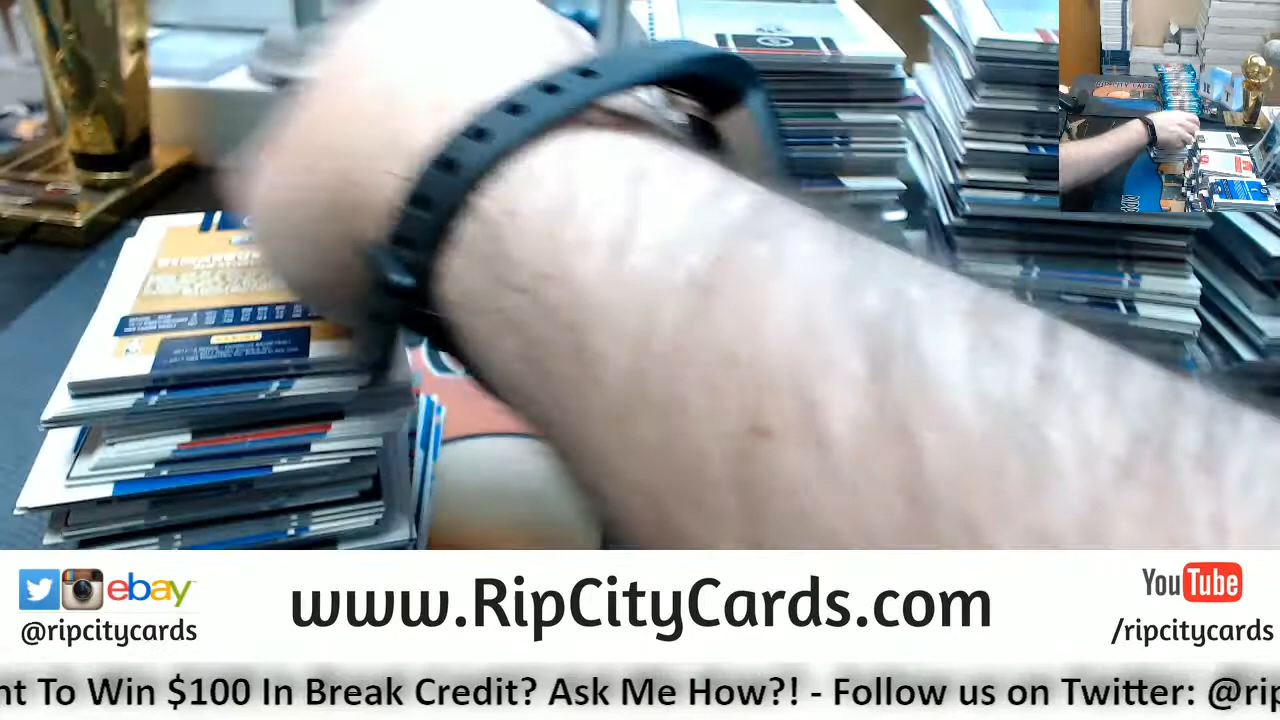 PANINI
ebay
@ripcitycards
www.RipCityCards.com
YouTube
/ripcitycards
nt To Win $100 In Break Credit? Ask Me How?! - Follow us on Twitter: @rip